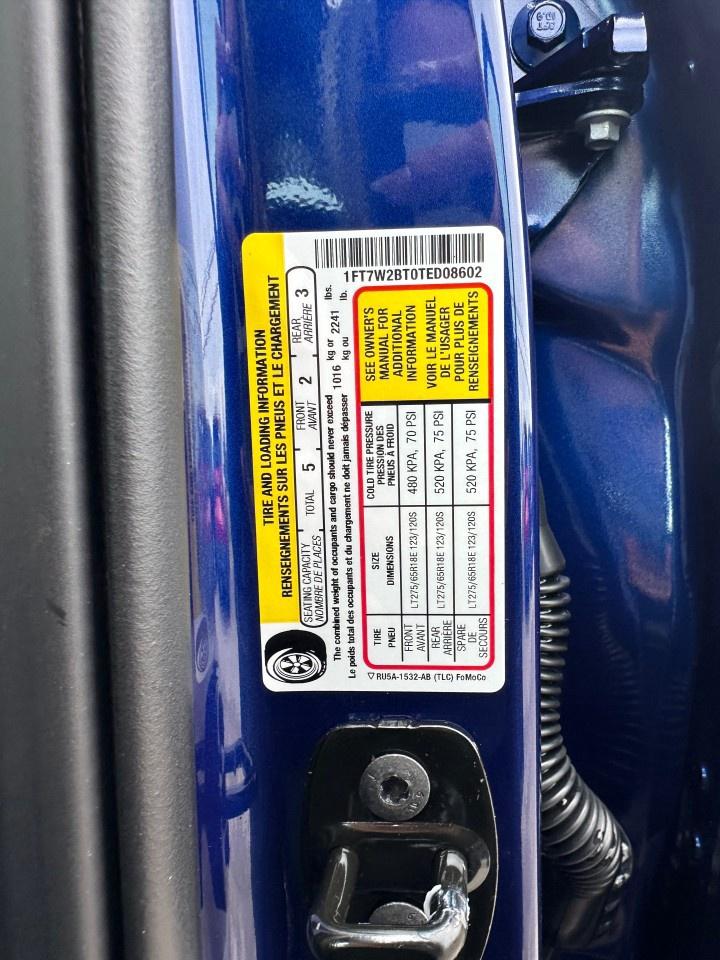 TIRE AND LOADING INFORMATION
RENSEIGNEMENTS SUR LES PNEUS ET LE CHARGEMENT
SEATING CAPACITY
NOMBRE DE PLACES
TOTAL 5
FRONT
AVANT
2
REAR
ARRIÈRE
3
The combined weight of occupants and cargo should never exceed 1016 kg or 2241 lbs.
Le poids total des occupants et du chargement ne doit jamais dépasser kg ou lb.
1FT7W2BT0TED08602
TIRE
PNEU
SIZE
DIMENSIONS
COLD TIRE PRESSURE
PRESSION DES
PNEUS A FROID
FRONT
AVANT
LT275/65R18E 123/120S
480 KPA, 70 PSI
REAR
ARRIÈRE
LT275/65R18E 123/120S
520 KPA, 75 PSI
SPARE
DE
SECOURS
LT275/65R18E 123/120S
520 KPA, 75 PSI
SEE OWNER'S
MANUAL FOR
ADDITIONAL
INFORMATION
VOIR LE MANUEL
DE L'USAGER
POUR PLUS DE
RENSEIGNEMENTS
RU5A-1532-AB (TLC) FoMoCo